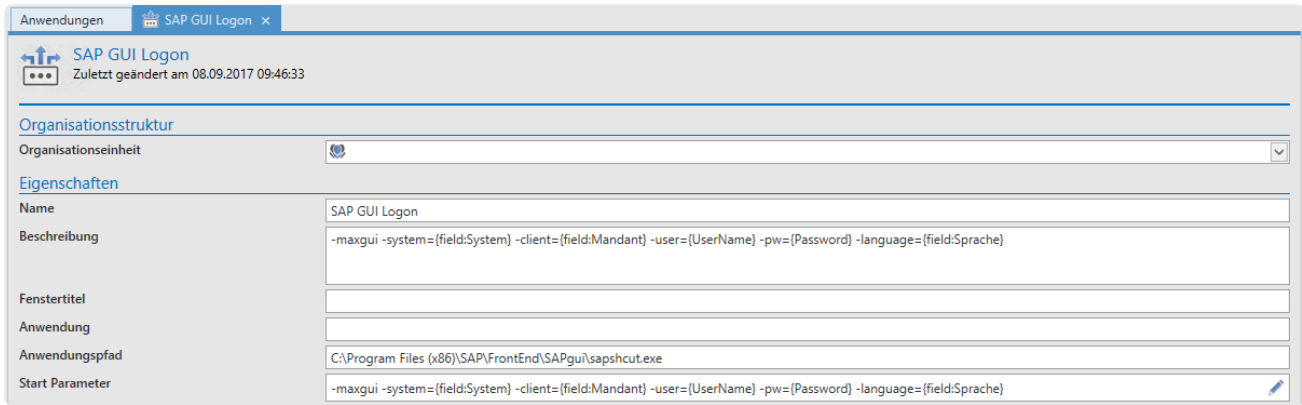 Anwendungen SAP GUI Logon ×
SAP GUI Logon
Zuletzt geändert am 08.09.2017 09:46:33
Organisationsstruktur
Organisationseinheit
Eigenschaften
Name SAP GUI Logon
Beschreibung -maxgui -system={field:System} -client={field:Mandant} -user={UserName} -pw={Password} -language={field:Sprache}
Fenstertitel
Anwendung
Anwendungspfad C:\Program Files (x86)\SAP\FrontEnd\SAPgui\sapshcut.exe
Start Parameter -maxgui -system={field:System} -client={field:Mandant} -user={UserName} -pw={Password} -language={field:Sprache}